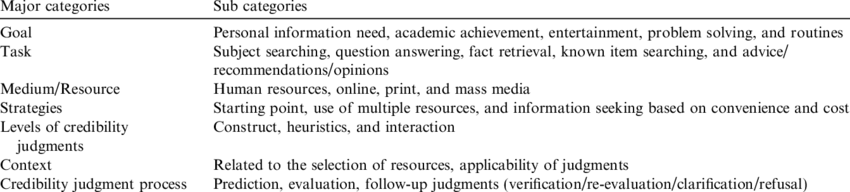 Major categories Sub categories
Goal Personal information need, academic achievement, entertainment, problem solving, and routines
Task Subject searching, question answering, fact retrieval, known item searching, and advice/
recommendations/opinions
Medium/Resource Human resources, online, print, and mass media
Strategies Starting point, use of multiple resources, and information seeking based on convenience and cost
Levels of credibility Construct, heuristics, and interaction
judgments
Context Related to the selection of resources, applicability of judgments
Credibility judgment process Prediction, evaluation, follow-up judgments (verification/re-evaluation/clarification/refusal)